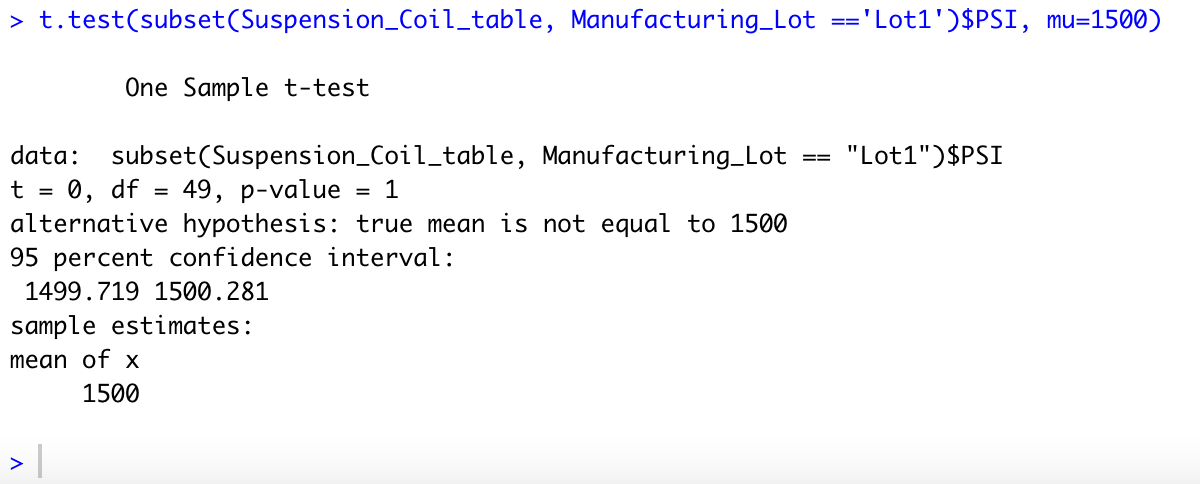 > t.test(subset(Suspension_Coil_table, Manufacturing_Lot =='Lot1')$PSI, mu=1500)
One Sample t-test
data:  subset(Suspension_Coil_table, Manufacturing_Lot == "Lot1")$PSI
t = 0, df = 49, p-value = 1
alternative hypothesis: true mean is not equal to 1500
95 percent confidence interval:
1499.719 1500.281
sample estimates:
mean of x
1500
>